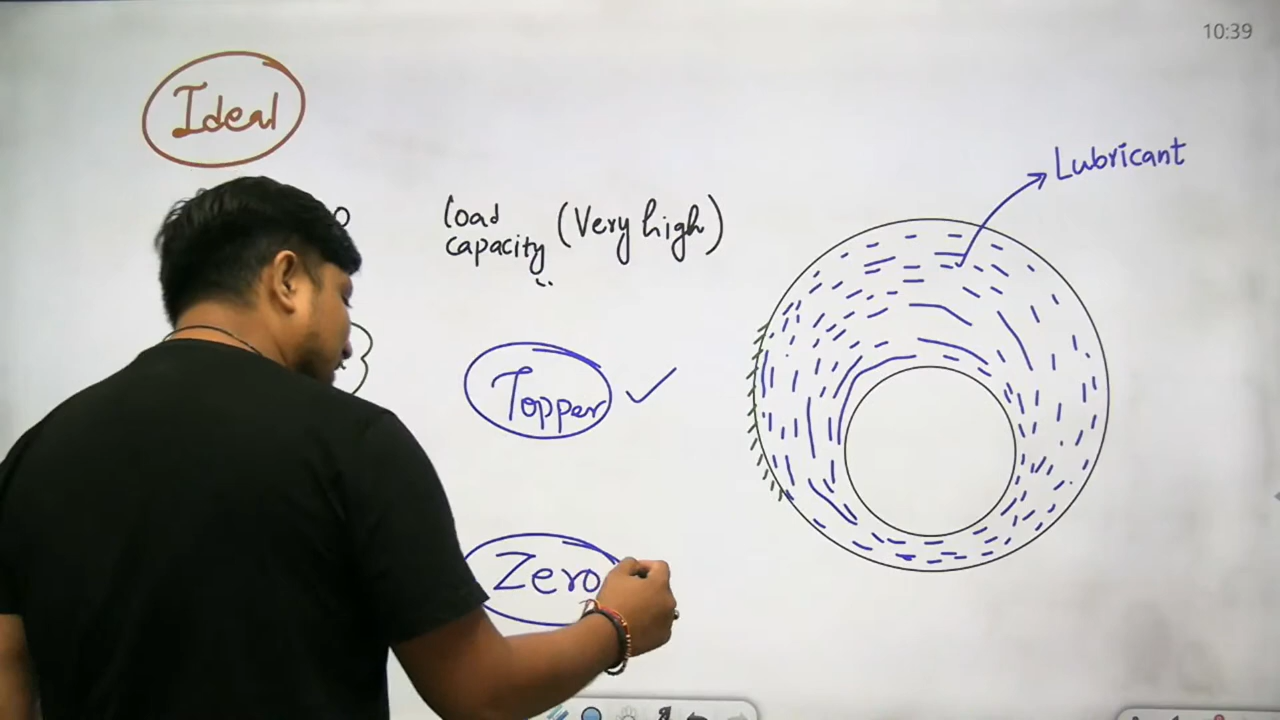 10:39
Ideal
Lubricant
load
capacity
(Very high)
Topper
Zero